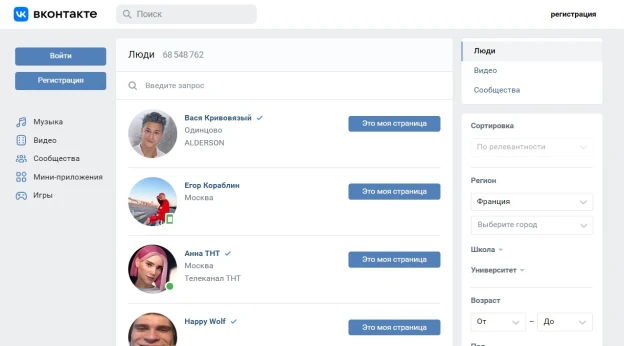 вконтакте
Поиск
регистрация
Войти
Регистрация
Музыка
Видео
Сообщества
Мини-приложения
Игры
Люди 68 548 762
Введите запрос
Вася Кривовязый
Одинцово
ALDERSON
Это моя страница
Егор Кораблин
Москва
Это моя страница
Анна ТНТ
Москва
Телеканал ТНТ
Это моя страница
Happy Wolf
Это моя страница
Люди
Видео
Сообщества
Сортировка
По релевантности
Регион
Франция
Выберите город
Школа
Университет
Возраст
От – До